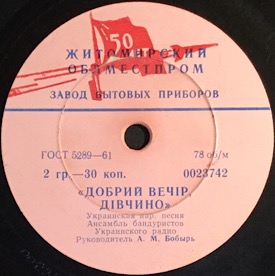 50
ЖИТОМИРСКИЙ
ОБЛМЕСТПРОМ
ЗАВОД БЫТОВЫХ ПРИБОРОВ
ГОСТ 5289—61
78 об/м
2 гр.—30 коп.
0023742
«ДОБРИЙ ВЕЧІР,
ДІВЧИНО»
Украинская нар. песня
Ансамбль бандуристов
Украинского радио
Руководитель А. М. Бобырь